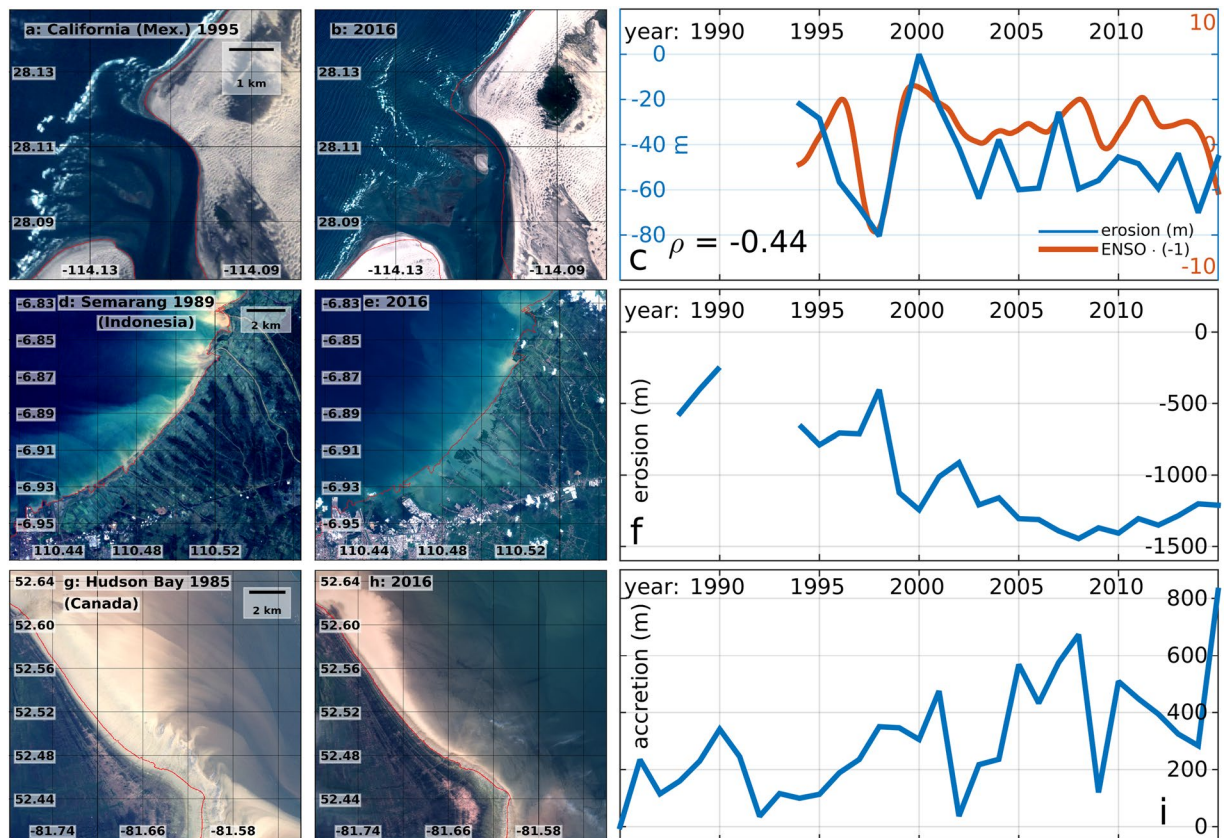 a: California (Mex.) 1995
1 km
28.13
28.11
28.09
-114.13
-114.09
b: 2016
28.13
28.11
28.09
-114.13
-114.09
year: 1990 1995 2000 2005 2010
10
0
-20
-40
-60
-80
m
0
-10
erosion (m)
ENSO · (-1)
c ρ = -0.44
d: Semarang 1989
(Indonesia)
2 km
-6.83
-6.85
-6.87
-6.89
-6.91
-6.93
-6.95
110.44 110.48 110.52
e: 2016
-6.83
-6.85
-6.87
-6.89
-6.91
-6.93
-6.95
110.44 110.48 110.52
year: 1990 1995 2000 2005 2010
0
-500
-1000
-1500
erosion (m)
f
g: Hudson Bay 1985
(Canada)
2 km
52.64
52.60
52.56
52.52
52.48
52.44
-81.74 -81.66 -81.58
h: 2016
52.64
52.60
52.56
52.52
52.48
52.44
-81.74 -81.66 -81.58
year: 1990 1995 2000 2005 2010
800
600
400
200
0
accretion (m)
i